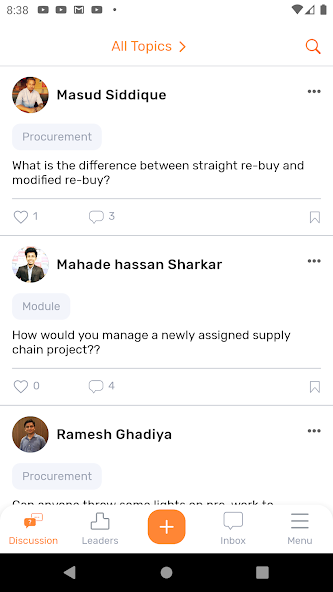 8:38
All Topics
Masud Siddique
Procurement
What is the difference between straight re-buy and
modified re-buy?
1
3
Mahade hassan Sharkar
Module
How would you manage a newly assigned supply
chain project??
0
4
Ramesh Ghadiya
Procurement
Can anyone throw some lights on pre-work to
Discussion
Leaders
Inbox
Menu